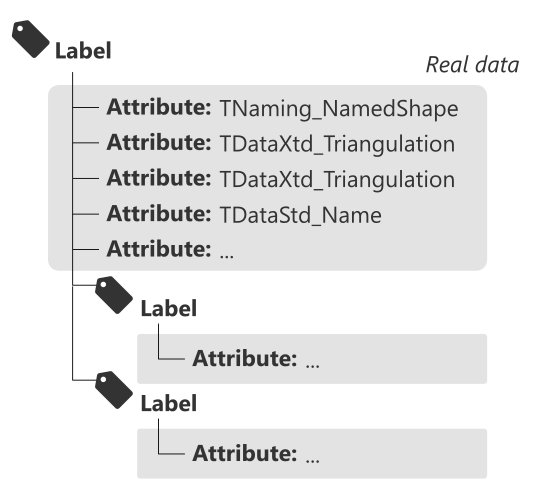 Label
Real data
Attribute: TNaming_NamedShape
Attribute: TDataXtd_Triangulation
Attribute: TDataXtd_Triangulation
Attribute: TDataStd_Name
Attribute: ...
Label
Attribute: ...
Label
Attribute: ...